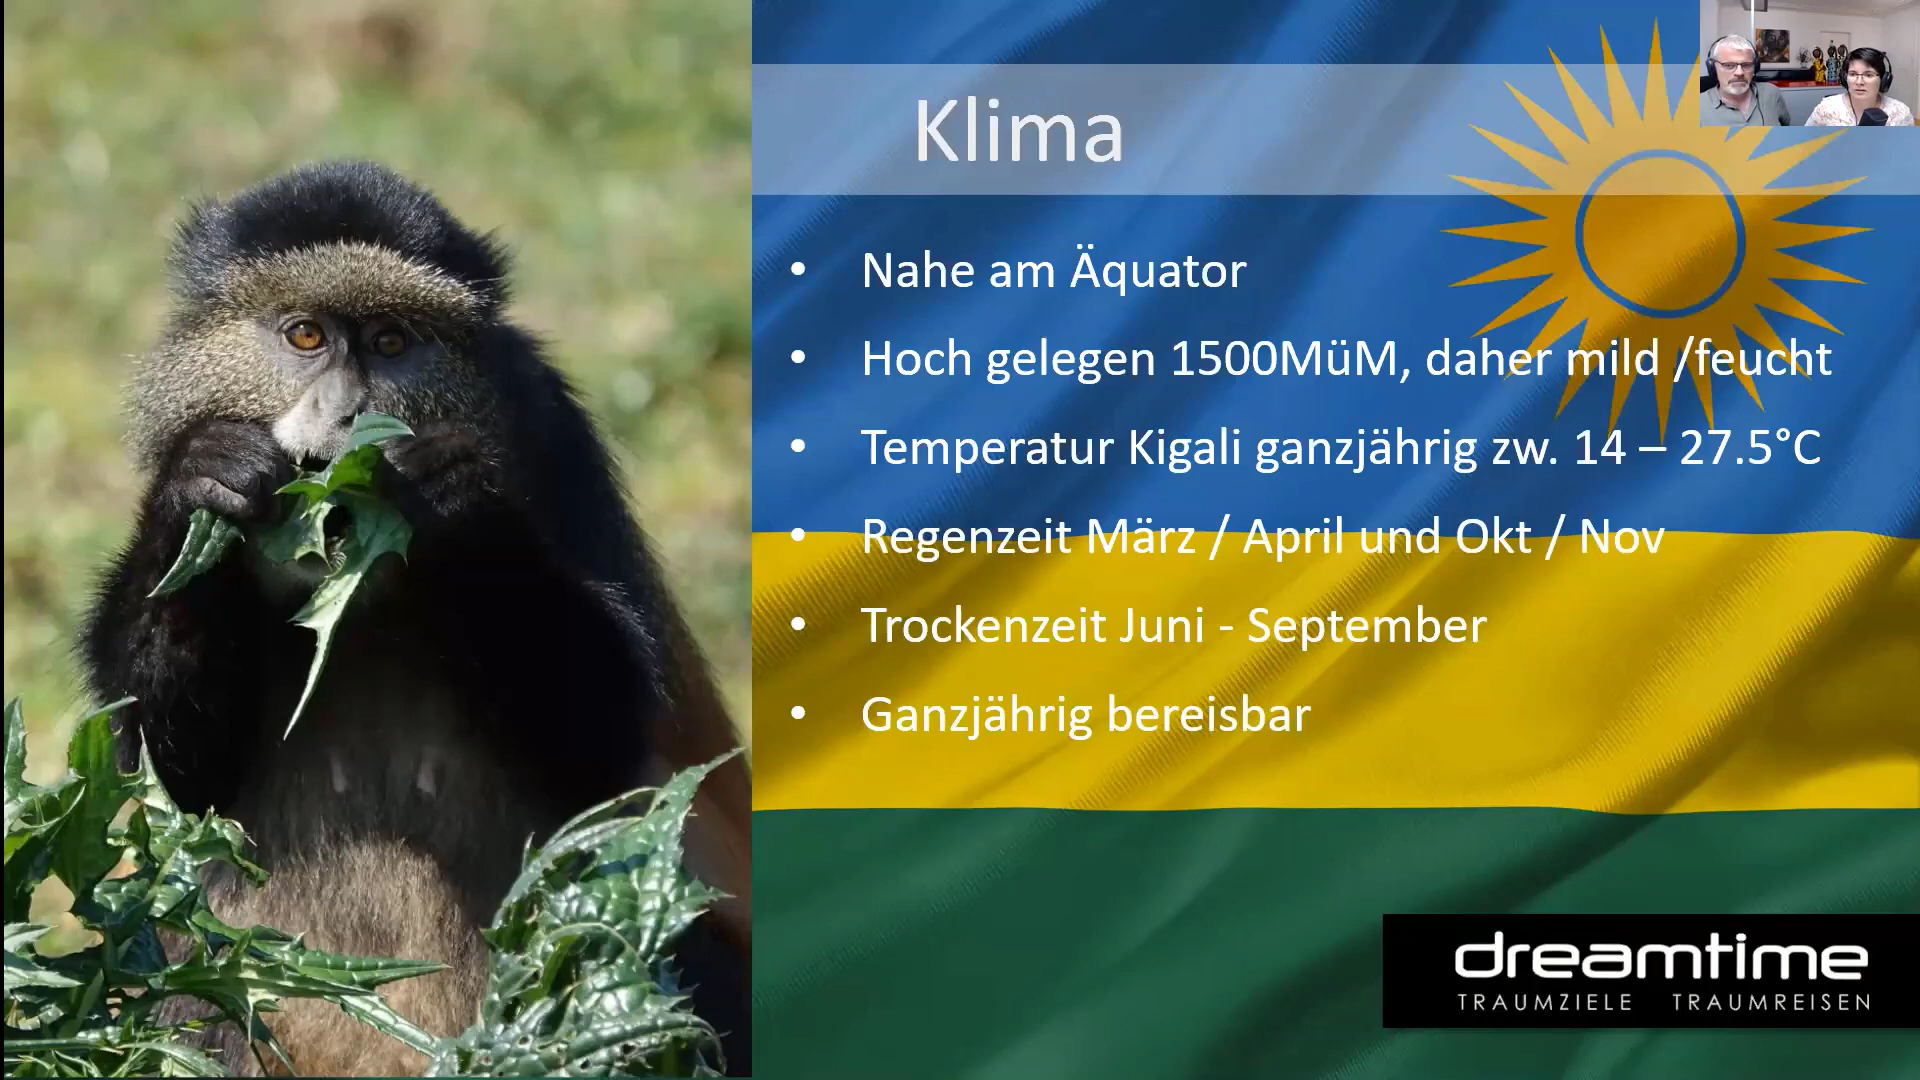 Klima
• Nahe am Äquator
• Hoch gelegen 1500MüM, daher mild /feucht
• Temperatur Kigali ganzjährig zw. 14 – 27.5°C
• Regenzeit März / April und Okt / Nov
• Trockenzeit Juni - September
• Ganzjährig bereisbar
dreamtime
TRAUMZIELE TRAUMREISEN